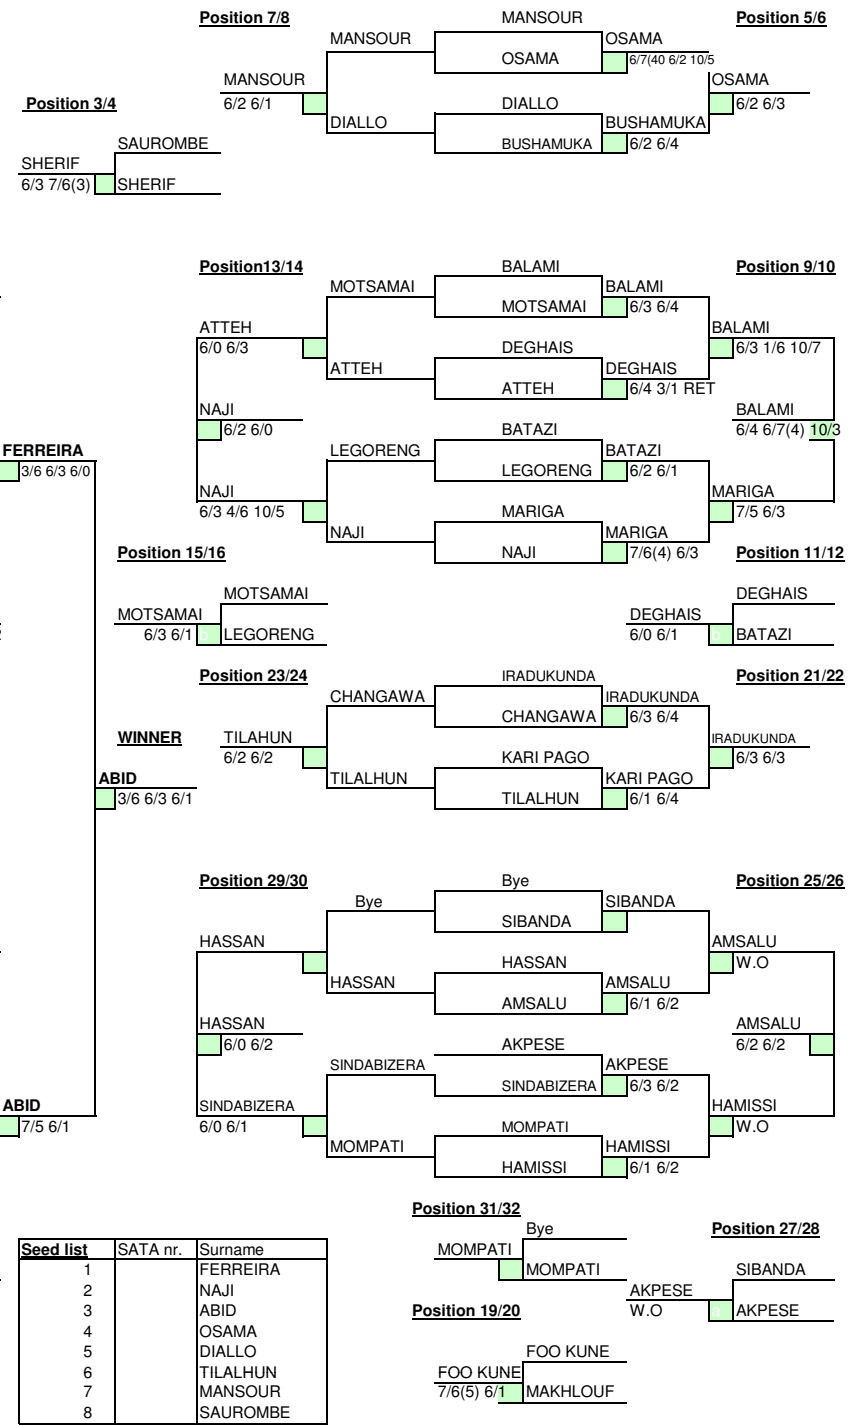 Position 7/8 MANSOUR Position 5/6
MANSOUR OSAMA
OSAMA 6/7(40 6/2 10/5
MANSOUR OSAMA
Position 3/4 6/2 6/1 DIALLO 6/2 6/3
DIALLO BUSHAMUKA
SAUROMBE BUSHAMUKA 6/2 6/4
SHERIF
6/3 7/6(3) SHERIF
Position13/14 BALAMI Position 9/10
MOTSAMAI BALAMI
MOTSAMAI 6/3 6/4
ATTEH BALAMI
6/0 6/3 DEGHAIS 6/3 1/6 10/7
ATTEH DEGHAIS
ATTEH 6/4 3/1 RET
NAJI BALAMI
6/2 6/0 BATAZI 6/4 6/7(4) 10/3
FERREIRA LEGORENG BATAZI
3/6 6/3 6/0 LEGORENG 6/2 6/1
NAJI MARIGA
6/3 4/6 10/5 MARIGA 7/5 6/3
NAJI MARIGA
Position 15/16 NAJI 7/6(4) 6/3 Position 11/12
MOTSAMAI DEGHAIS
MOTSAMAI DEGHAIS
6/3 6/1 b LEGORENG 6/0 6/1 b BATAZI
Position 23/24 IRADUKUNDA Position 21/22
CHANGAWA IRADUKUNDA
CHANGAWA 6/3 6/4
WINNER TILAHUN IRADUKUNDA
6/2 6/2 KARI PAGO 6/3 6/3
ABID TILALHUN KARI PAGO
3/6 6/3 6/1 TILALHUN 6/1 6/4
Position 29/30 Bye Position 25/26
Bye SIBANDA
SIBANDA
HASSAN AMSALU
HASSAN W.O
HASSAN AMSALU
AMSALU 6/1 6/2
HASSAN AMSALU
6/0 6/2 AKPESE 6/2 6/2
SINDABIZERA AKPESE
SINDABIZERA 6/3 6/2
ABID SINDABIZERA HAMISSI
7/5 6/1 6/0 6/1 MOMPATI W.O
MOMPATI HAMISSI
HAMISSI 6/1 6/2
Position 31/32
Bye Position 27/28
Seed list SATA nr. Surname MOMPATI
1 FERREIRA MOMPATI SIBANDA
2 NAJI AKPESE
3 ABID Position 19/20 W.O a AKPESE
4 OSAMA
5 DIALLO FOO KUNE
6 TILALHUN FOO KUNE
7 MANSOUR 7/6(5) 6/1 MAKHLOUF
8 SAUROMBE